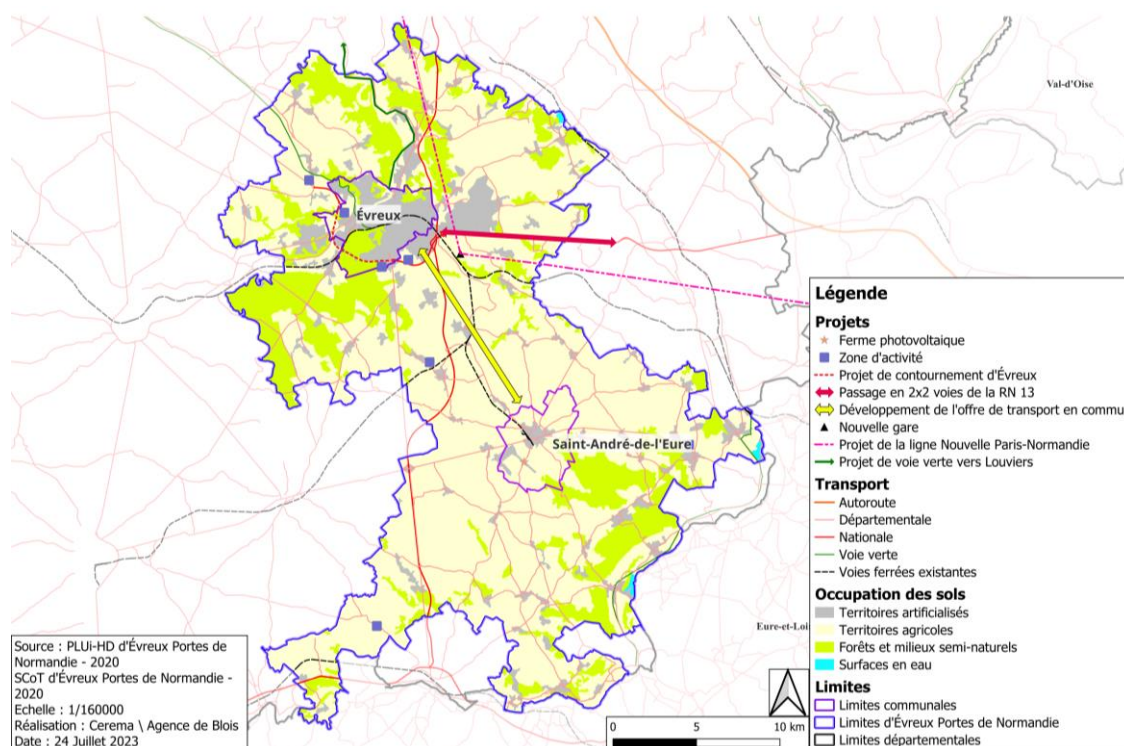 Val-d'Oise
Évreux
Saint-André-de-l'Eure
Eure-et-Loi
Légende
Projets
Ferme photovoltaique
Zone d'activité
Projet de contournement d'Évreux
Passage en 2x2 voies de la RN 13
Développement de l'offre de transport en commu
Nouvelle gare
Projet de la ligne Nouvelle Paris-Normandie
Projet de voie verte vers Louviers
Transport
Autoroute
Départementale
Nationale
Voie verte
Voies ferrées existantes
Occupation des sols
Territoires artificialisés
Territoires agricoles
Forêts et milieux semi-naturels
Surfaces en eau
Limites
Limites communales
Limites d'Évreux Portes de Normandie
Limites départementales
Source : PLUi-HD d'Évreux Portes de
Normandie - 2020
SCoT d'Évreux Portes de Normandie -
2020
Echelle : 1/160000
Réalisation : Cerema \ Agence de Blois
Date : 24 Juillet 2023
0 5 10 km